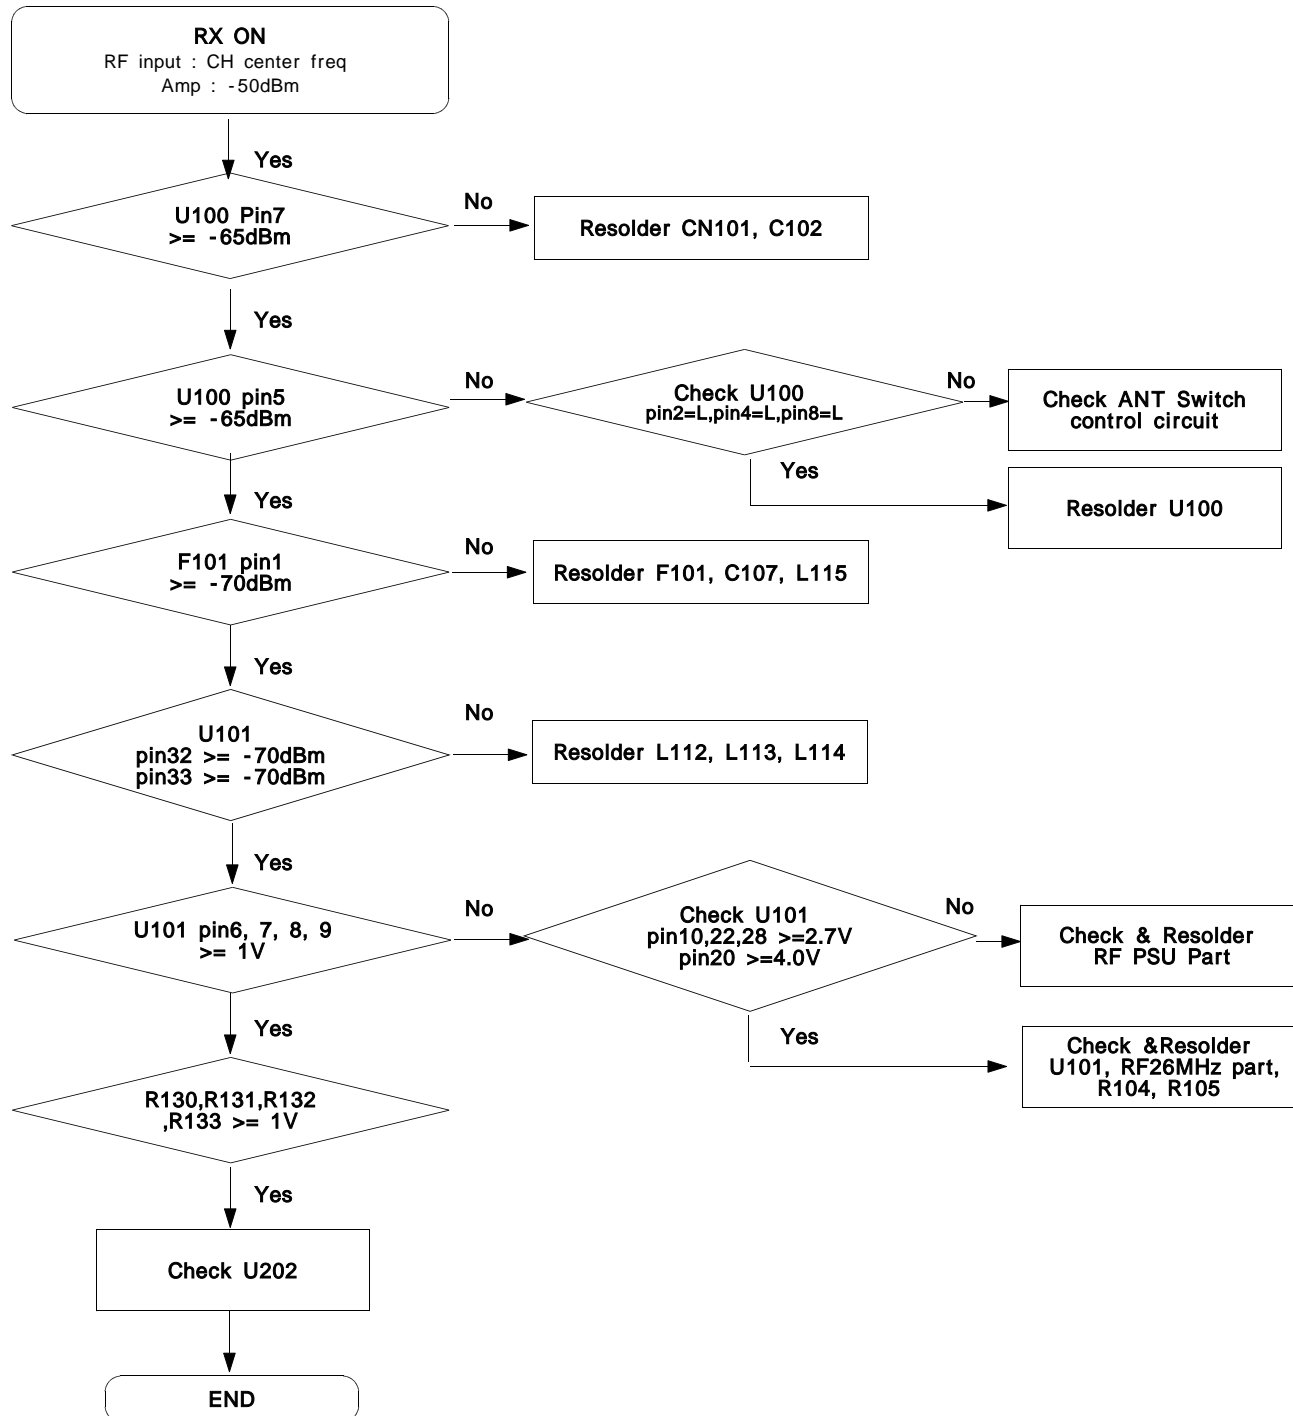 RX ON
RF input : CH center freq
Amp : -50dBm
Yes
U100 Pin7
>= -65dBm
No
Resolder CN101, C102
Yes
U100 pin5
>= -65dBm
No
Check U100
pin2=L,pin4=L,pin8=L
No
Check ANT Switch
control circuit
Yes
Resolder U100
Yes
F101 pin1
>= -70dBm
No
Resolder F101, C107, L115
Yes
U101
pin32 >= -70dBm
pin33 >= -70dBm
No
Resolder L112, L113, L114
Yes
U101 pin6, 7, 8, 9
>= 1V
No
Check U101
pin10,22,28 >=2.7V
pin20 >=4.0V
No
Check & Resolder
RF PSU Part
Yes
Check &Resolder
U101, RF26MHz part,
R104, R105
Yes
R130,R131,R132
,R133 >= 1V
Yes
Check U202
END